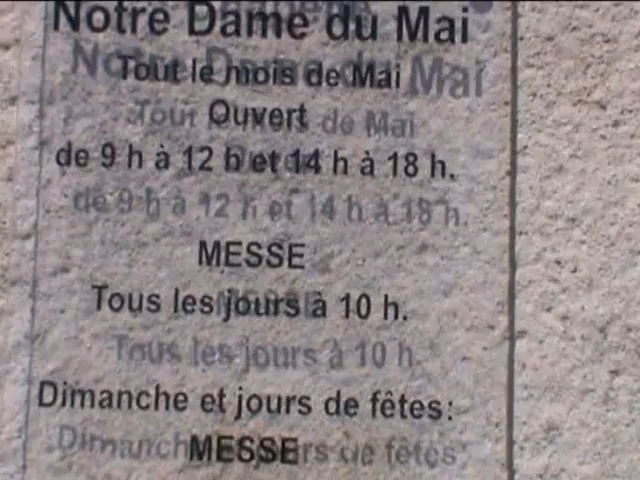 Notre Dame du Mai
Tout le mois de Mai
Ouvert
de 9 h à 12 h et 14 h à 18 h.
MESSE
Tous les jours à 10 h.
Dimanche et jours de fêtes:
MESSE